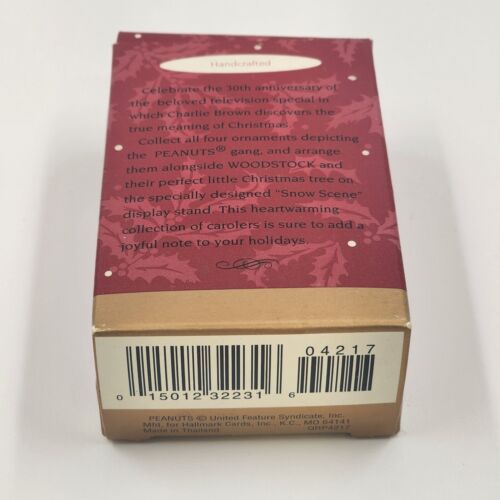 Handcrafted
Celebrate the 30th anniversary of
the beloved television special in
which Charlie Brown discovers the
true meaning of Christmas.
Collect all four ornaments depicting
the PEANUTS® gang, and arrange
them alongside WOODSTOCK and
their perfect little Christmas tree on
the specially designed "Snow Scene"
display stand. This heartwarming
collection of carolers is sure to add a
joyful note to your holidays.
04217
0 15012 32231 6
PEANUTS © United Feature Syndicate, Inc.
Mfd. for Hallmark Cards, Inc., K.C., MO 64141
Made in Thailand QRP4217